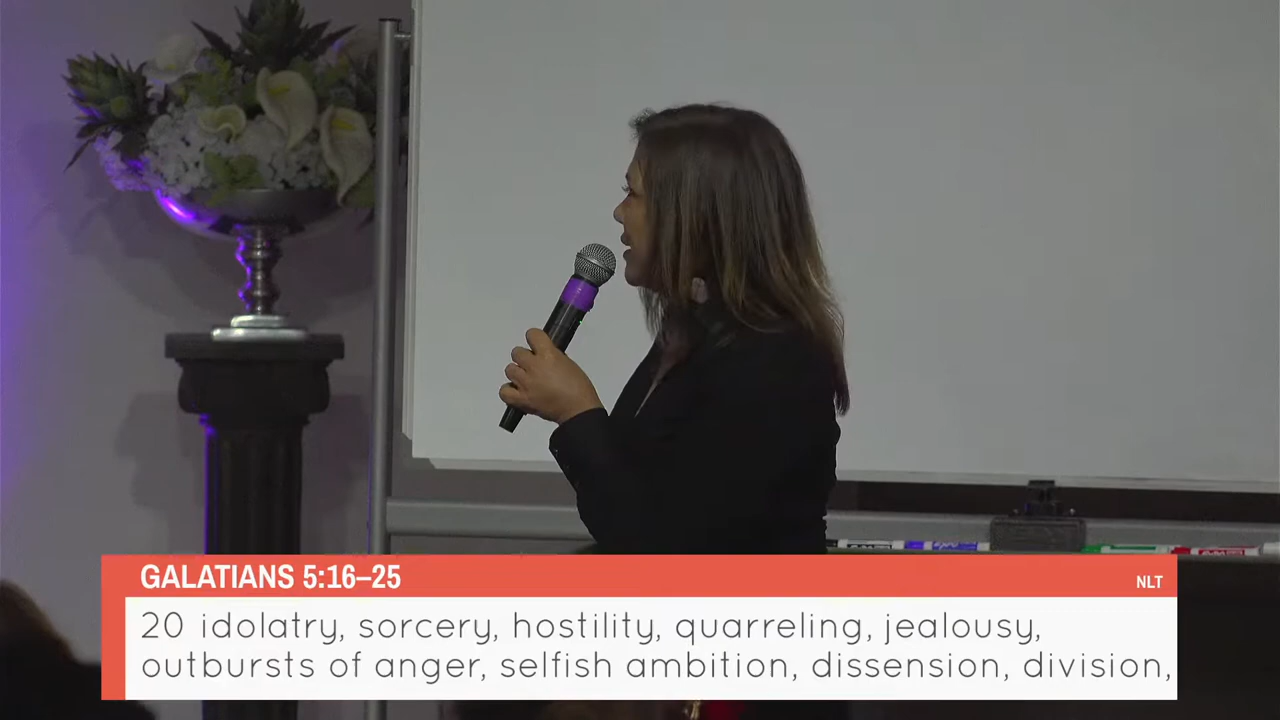 GALATIANS 5:16–25
NLT
20 idolatry, sorcery, hostility, quarreling, jealousy,
outbursts of anger, selfish ambition, dissension, division,